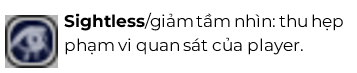 Sightless/giảm tầm nhìn: thu hẹp
phạm vi quan sát của player.